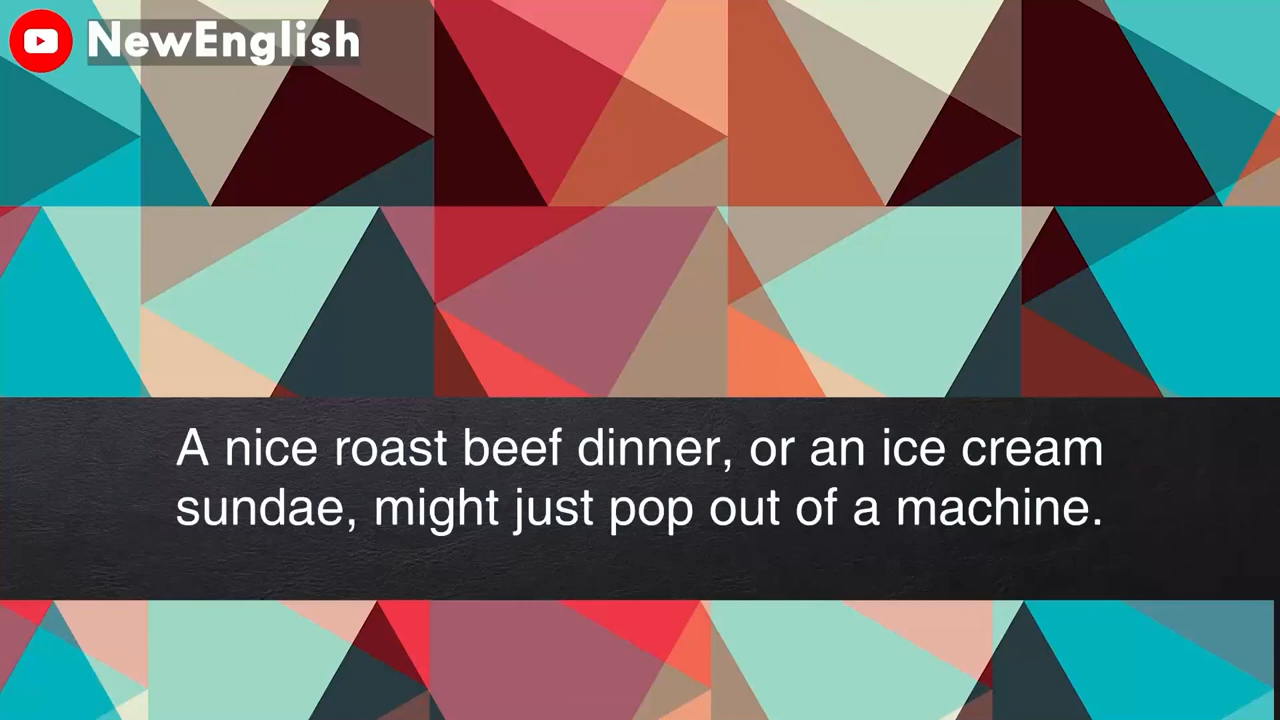 NewEnglish
A nice roast beef dinner, or an ice cream
sundae, might just pop out of a machine.